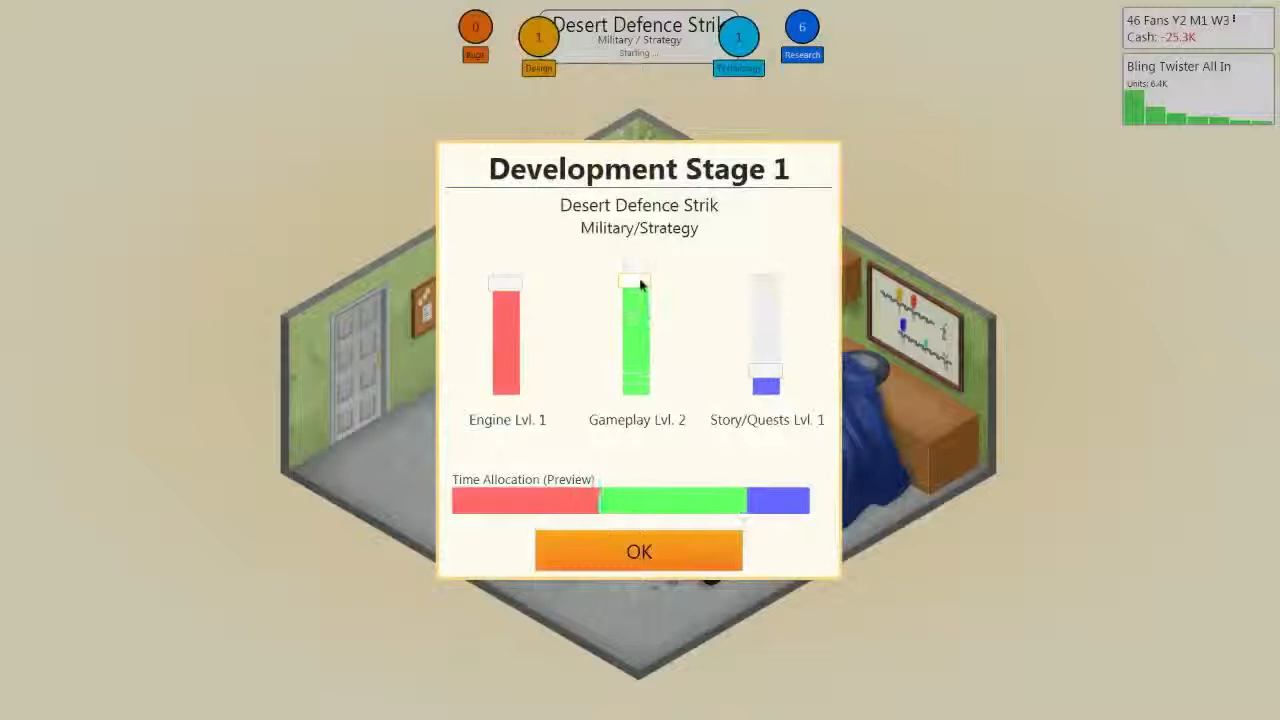 0
Bugs
1
Design
Desert Defence Strik
Military / Strategy
Starting ...
1
Technology
6
Research
46 Fans Y2 M1 W3
Cash: -25.3K
Bling Twister All In
Units: 6.4K
Development Stage 1
Desert Defence Strik
Military/Strategy
Engine Lvl. 1
Gameplay Lvl. 2
Story/Quests Lvl. 1
Time Allocation (Preview)
OK